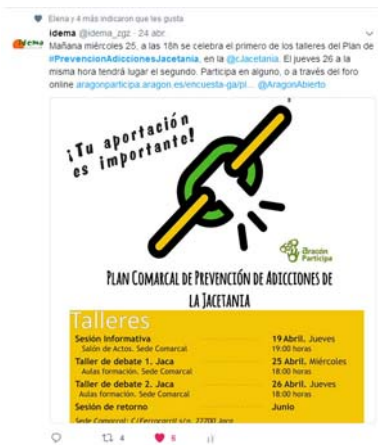 Elena y 4 más indicaron que les gusta
idema @idema_zgz · 24 abr.
Mañana miércoles 25, a las 18h se celebra el primero de los talleres del Plan de
#PrevencionAdiccionesJacetania, en la @cJacetania. El jueves 26 a la
misma hora tendrá lugar el segundo. Participa en alguno, o a través del foro
online aragonparticipa.aragon.es/encuesta-ga/pl... @AragonAbierto
¡Tu aportación
es importante!
aragón
Participa
PLAN COMARCAL DE PREVENCIÓN DE ADICCIONES DE
LA JACETANIA
Talleres
Sesión Informativa 19 Abril. Jueves
Salón de Actos. Sede Comarcal 19:00 horas
Taller de debate 1. Jaca 25 Abril. Miércoles
Aulas formación. Sede Comarcal 18:00 horas
Taller de debate 2. Jaca 26 Abril. Jueves
Aulas formación. Sede Comarcal 18:00 horas
Sesión de retorno Junio
Sede Comarcal: C/Ferrocarril s/n. 22700 Jaca
4
6